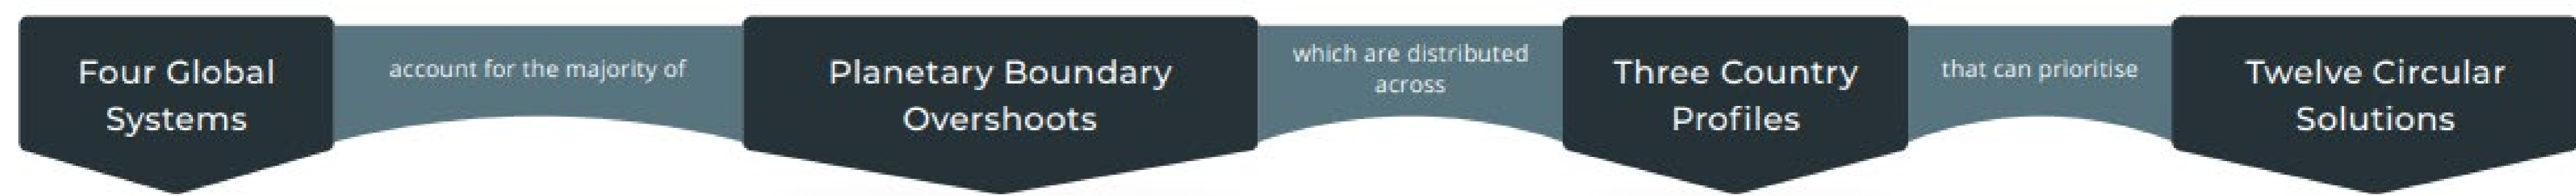 Four Global
Systems
account for the majority of
Planetary Boundary
Overshoots
which are distributed
across
Three Country
Profiles
that can prioritise
Twelve Circular
Solutions